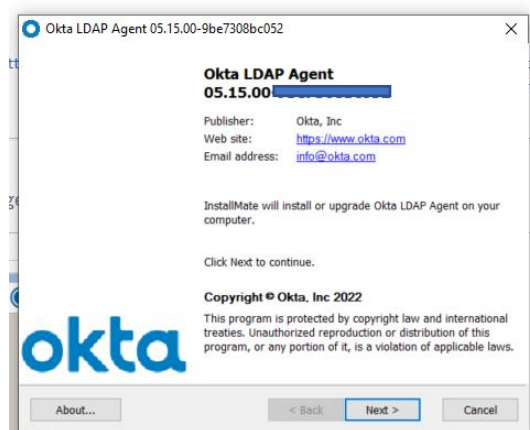 Okta LDAP Agent 05.15.00-9be7308bc052
Okta LDAP Agent
05.15.00-
Publisher: Okta, Inc
Web site: https://www.okta.com
Email address: info@okta.com
InstallMate will install or upgrade Okta LDAP Agent on your
computer.
Click Next to continue.
Copyright © Okta, Inc 2022
This program is protected by copyright law and international
treaties. Unauthorized reproduction or distribution of this
program, or any portion of it, is a violation of applicable laws.
okta
About... < Back Next > Cancel